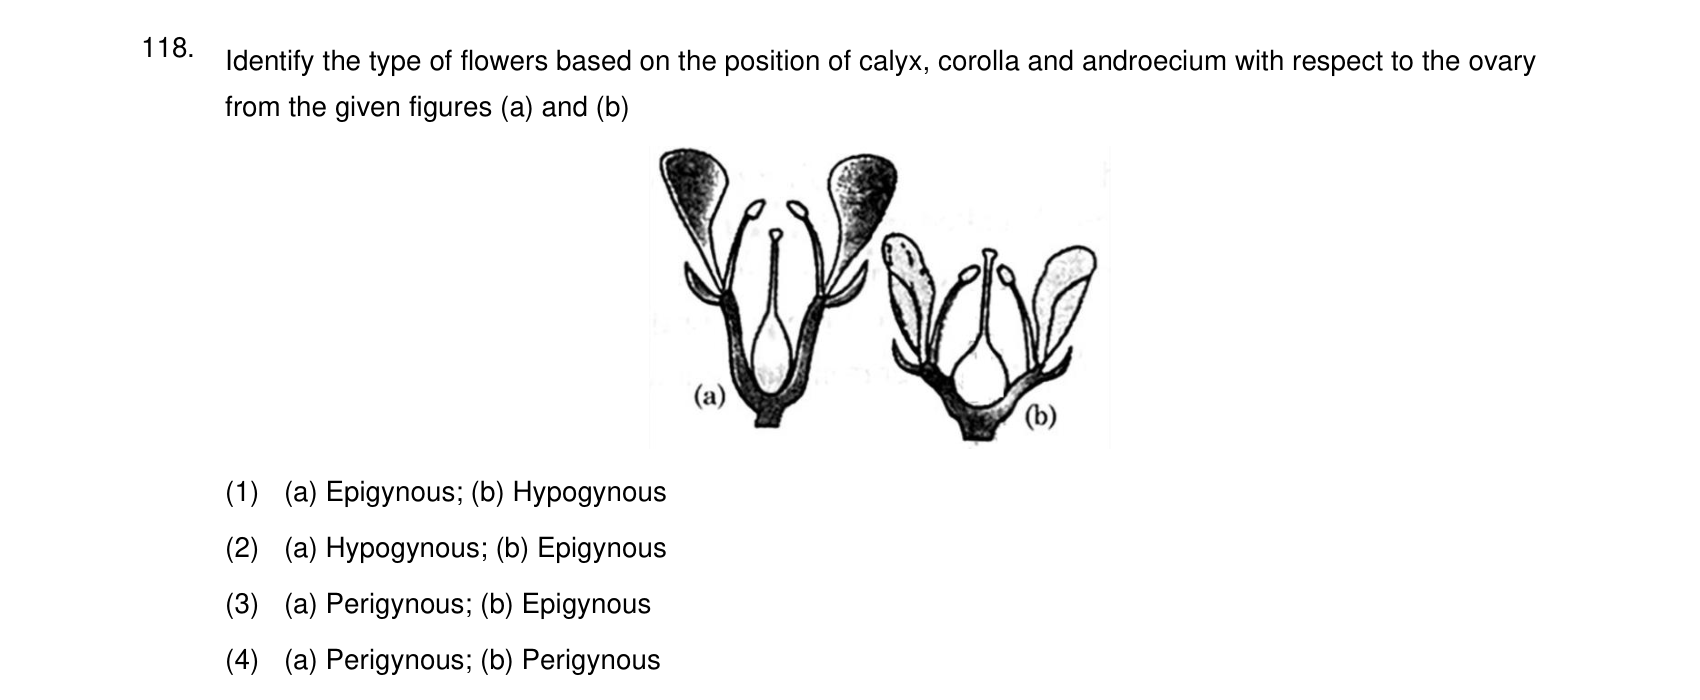 118.
Identify the type of flowers based on the position of calyx, corolla and androecium with respect to the ovary
from the given figures (a) and (b)
(a)
(b)
(1) (a) Epigynous; (b) Hypogynous
(2) (a) Hypogynous; (b) Epigynous
(3) (a) Perigynous; (b) Epigynous
(4) (a) Perigynous; (b) Perigynous